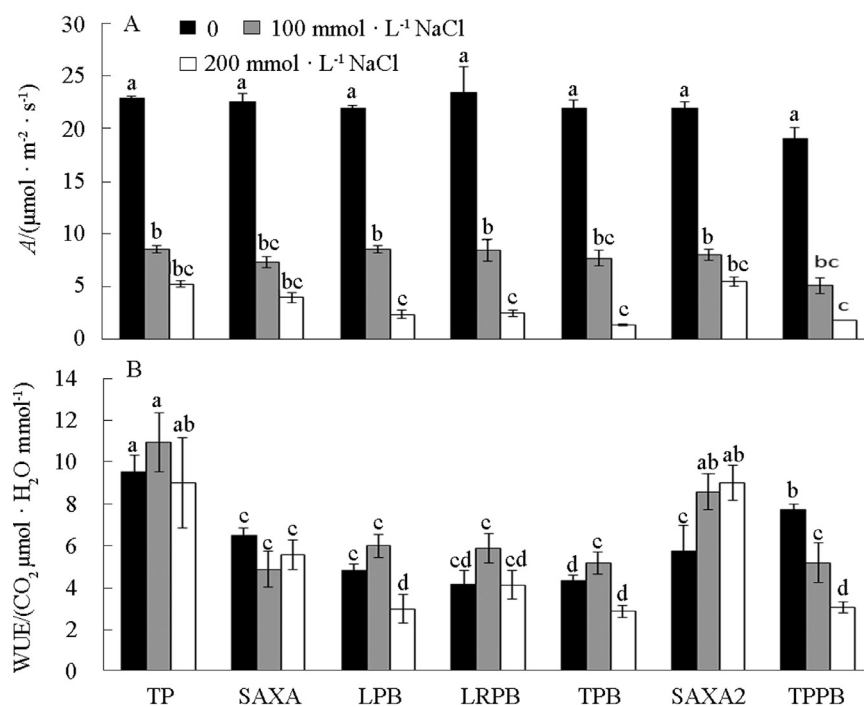 A
0 100 mmol · L⁻¹ NaCl
200 mmol · L⁻¹ NaCl
A/(µmol · m⁻² · s⁻¹)
30
25
20
15
10
5
0
a a a a a a a
b bc b bc bc b bc
bc bc c c c bc c
B
WUE/(CO₂ µmol · H₂O mmol⁻¹)
14
12
10
8
6
4
2
0
a a ab
c c c
c c d
cd c cd
d c d
c ab ab
b c d
TP SAXA LPB LRPB TPB SAXA2 TPPB